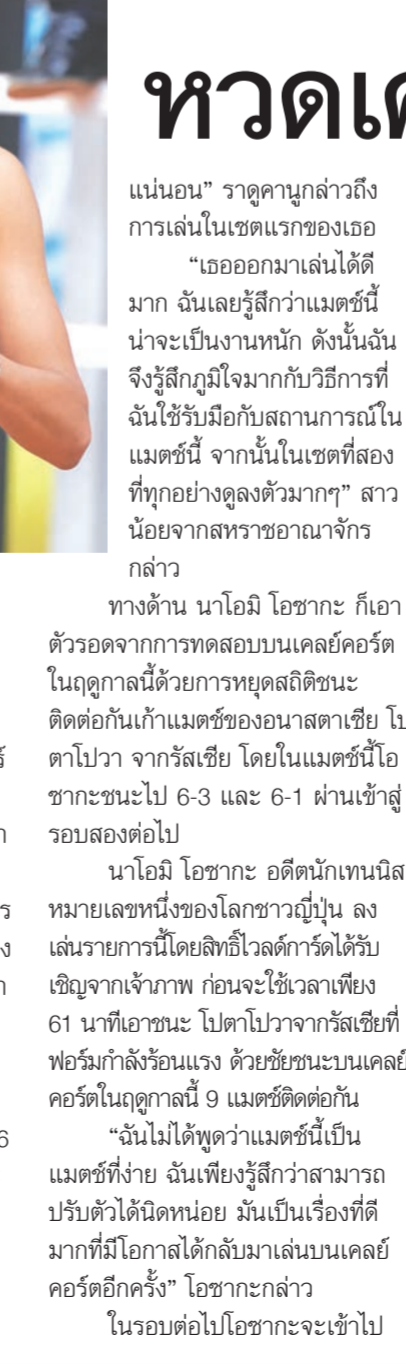 หวดเค
แน่นอน” ราดูคานูกล่าวถึง
การเล่นในเซตแรกของเธอ
“เธอออกมาเล่นได้ดี
มาก ฉันเลยรู้สึกว่าแมตช์นี้
น่าจะเป็นงานหนัก ดังนั้นฉัน
จึงรู้สึกภูมิใจมากกับวิธีการที่
ฉันใช้รับมือกับสถานการณ์ใน
แมตช์นี้ จากนั้นในเซตที่สอง
ที่ทุกอย่างดูลงตัวมากๆ” สาว
น้อยจากสหราชอาณาจักร
กล่าว
ทางด้าน นาโอมิ โอซากะ ก็เอา
ตัวรอดจากการทดสอบบนเคลย์คอร์ต
ในฤดูกาลนี้ด้วยการหยุดสถิติชนะ
ติดต่อกันเก้าแมตช์ของอนาสตาเซีย โป
ตาโปวา จากรัสเซีย โดยในแมตช์นี้โอ
ซากะชนะไป 6-3 และ 6-1 ผ่านเข้าสู่
รอบสองต่อไป
นาโอมิ โอซากะ อดีตนักเทนนิส
หมายเลขหนึ่งของโลกชาวญี่ปุ่น ลง
เล่นรายการนี้โดยสิทธิ์ไวลด์การ์ดได้รับ
เชิญจากเจ้าภาพ ก่อนจะใช้เวลาเพียง
61 นาทีเอาชนะ โปตาโปวาจากรัสเซียที่
ฟอร์มกำลังร้อนแรง ด้วยชัยชนะบนเคลย์
คอร์ตในฤดูกาลนี้ 9 แมตช์ติดต่อกัน
“ฉันไม่ได้พูดว่าแมตช์นี้เป็น
แมตช์ที่ง่าย ฉันเพียงรู้สึกว่าสามารถ
ปรับตัวได้นิดหน่อย มันเป็นเรื่องที่ดี
มากที่มีโอกาสได้กลับมาเล่นบนเคลย์
คอร์ตอีกครั้ง” โอซากะกล่าว
ในรอบต่อไปโอซากะจะเข้าไป